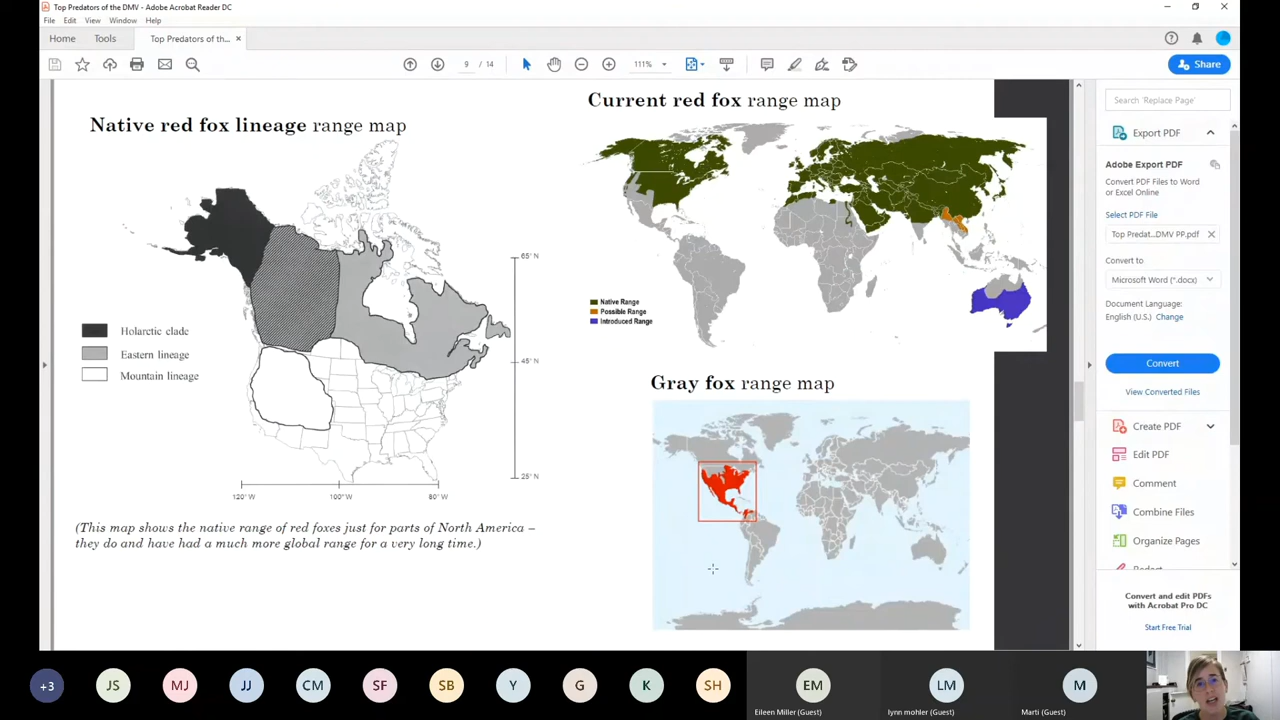 Top Predators of the DMV - Adobe Acrobat Reader DC
File Edit View Window Help
Home Tools Top Predators of th... ×
9 / 14 111% Share
Native red fox lineage range map
65° N
45° N
25° N
120° W 100° W 80° W
Holarctic clade
Eastern lineage
Mountain lineage
(This map shows the native range of red foxes just for parts of North America –
they do and have had a much more global range for a very long time.)
Current red fox range map
Native Range
Possible Range
Introduced Range
Gray fox range map
Search 'Replace Page'
Export PDF
Adobe Export PDF
Convert PDF Files to Word
or Excel Online
Select PDF File
Top Predat...DMV PP.pdf
Convert to
Microsoft Word (*.docx)
Document Language:
English (U.S.) Change
Convert
View Converted Files
Create PDF
Edit PDF
Comment
Combine Files
Organize Pages
Redact
Convert and edit PDFs
with Acrobat Pro DC
Start Free Trial
+3 JS MJ JJ CM SF SB Y G K SH EM LM M
Eileen Miller (Guest) lynn mohler (Guest) Marti (Guest)